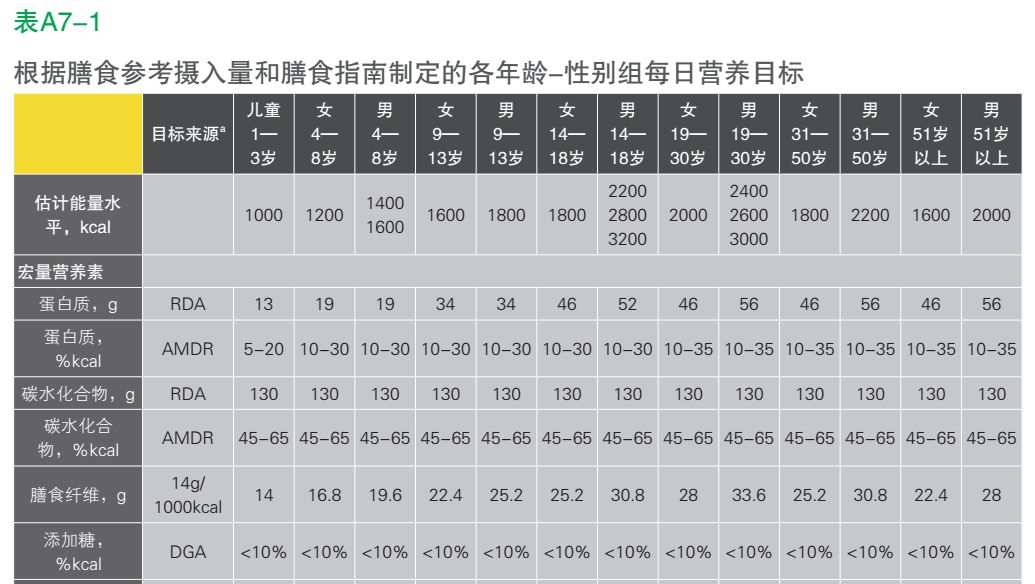 表A7–1
根据膳食参考摄入量和膳食指南制定的各年龄–性别组每日营养目标
目标来源a 儿童1—3岁 女4—8岁 男4—8岁 女9—13岁 男9—13岁 女14—18岁 男14—18岁 女19—30岁 男19—30岁 女31—50岁 男31—50岁 女51岁以上 男51岁以上
估计能量水平，kcal 1000 1200 1400 1600 1600 1800 1800 2200 2800 3200 2000 2400 2600 3000 1800 2200 1600 2000
宏量营养素
蛋白质，g RDA 13 19 19 34 34 46 52 46 56 46 56 46 56
蛋白质，%kcal AMDR 5–20 10–30 10–30 10–30 10–30 10–30 10–30 10–35 10–35 10–35 10–35 10–35 10–35
碳水化合物，g RDA 130 130 130 130 130 130 130 130 130 130 130 130 130
碳水化合物，%kcal AMDR 45–65 45–65 45–65 45–65 45–65 45–65 45–65 45–65 45–65 45–65 45–65 45–65 45–65
膳食纤维，g 14g/1000kcal 14 16.8 19.6 22.4 25.2 25.2 30.8 28 33.6 25.2 30.8 22.4 28
添加糖，%kcal DGA <10% <10% <10% <10% <10% <10% <10% <10% <10% <10% <10% <10% <10%